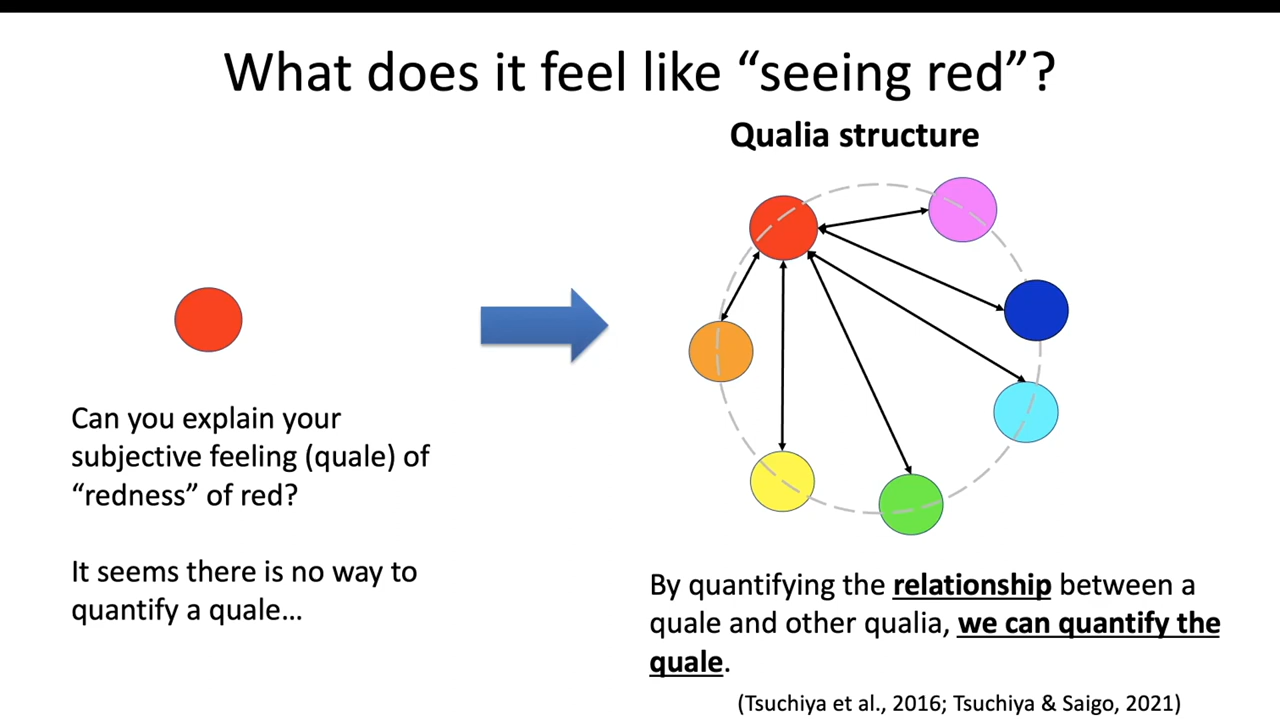 What does it feel like “seeing red”?
Qualia structure
Can you explain your
subjective feeling (quale) of
“redness” of red?
It seems there is no way to
quantify a quale…
By quantifying the relationship between a
quale and other qualia, we can quantify the
quale.
(Tsuchiya et al., 2016; Tsuchiya & Saigo, 2021)